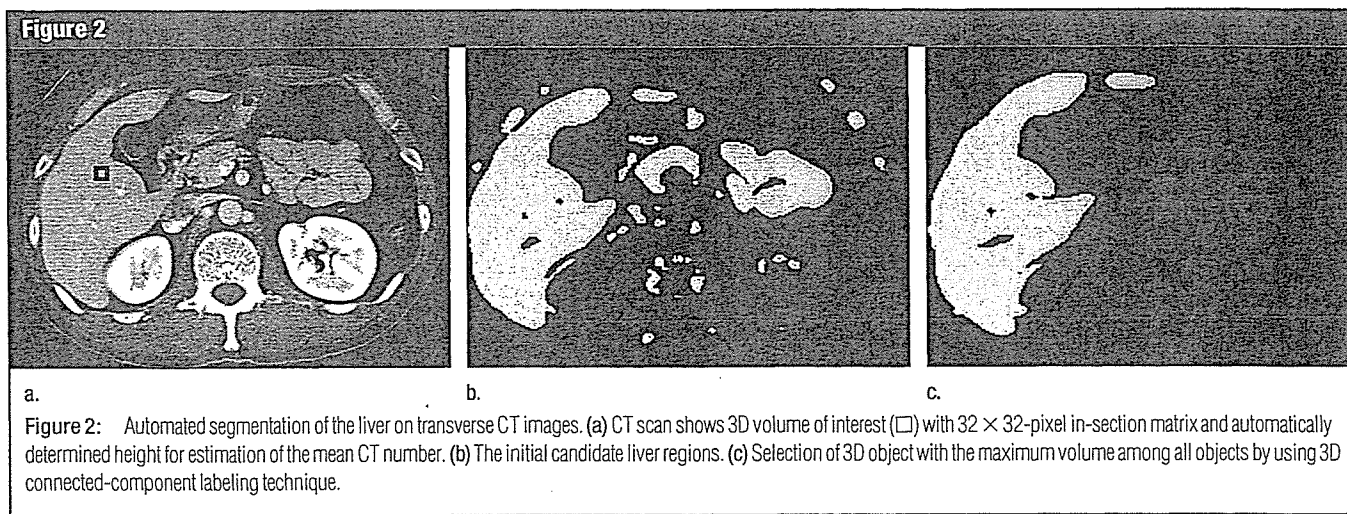 Figure 2
a.
b.
c.
Figure 2: Automated segmentation of the liver on transverse CT images. (a) CT scan shows 3D volume of interest (□) with 32 × 32-pixel in-section matrix and automatically
determined height for estimation of the mean CT number. (b) The initial candidate liver regions. (c) Selection of 3D object with the maximum volume among all objects by using 3D
connected-component labeling technique.